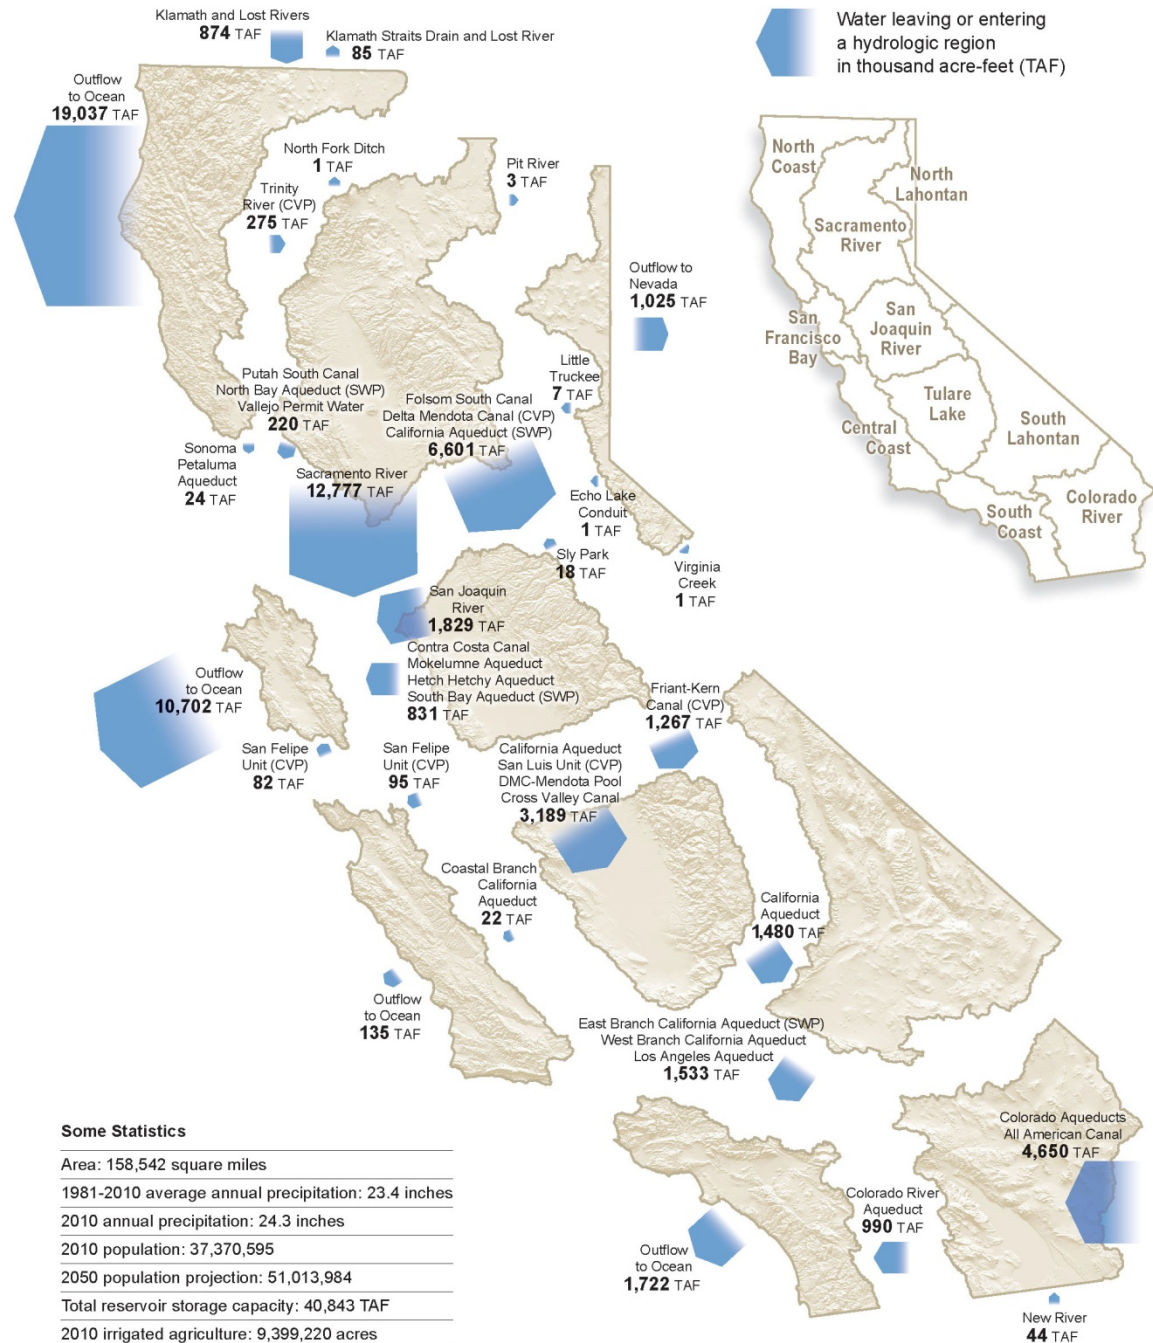 Klamath and Lost Rivers
874 TAF
Klamath Straits Drain and Lost River
85 TAF
Water leaving or entering
a hydrologic region
in thousand acre-feet (TAF)
Outflow
to Ocean
19,037 TAF
North Fork Ditch
1 TAF
Trinity
River (CVP)
275 TAF
Pit River
3 TAF
North
Coast
North
Lahontan
Sacramento
River
San
Francisco
Bay
San
Joaquin
River
Tulare
Lake
Central
Coast
South
Lahontan
South
Coast
Colorado
River
Outflow to
Nevada
1,025 TAF
Little
Truckee
7 TAF
Putah South Canal
North Bay Aqueduct (SWP)
Vallejo Permit Water
220 TAF
Folsom South Canal
Delta Mendota Canal (CVP)
California Aqueduct (SWP)
6,601 TAF
Sonoma
Petaluma
Aqueduct
24 TAF
Sacramento River
12,777 TAF
Echo Lake
Conduit
1 TAF
Sly Park
18 TAF
Virginia
Creek
1 TAF
San Joaquin
River
1,829 TAF
Contra Costa Canal
Mokelumne Aqueduct
Hetch Hetchy Aqueduct
South Bay Aqueduct (SWP)
831 TAF
Outflow
to Ocean
10,702 TAF
Friant-Kern
Canal (CVP)
1,267 TAF
San Felipe
Unit (CVP)
82 TAF
San Felipe
Unit (CVP)
95 TAF
California Aqueduct
San Luis Unit (CVP)
DMC-Mendota Pool
Cross Valley Canal
3,189 TAF
Coastal Branch
California
Aqueduct
22 TAF
California
Aqueduct
1,480 TAF
Outflow
to Ocean
135 TAF
East Branch California Aqueduct (SWP)
West Branch California Aqueduct
Los Angeles Aqueduct
1,533 TAF
Colorado Aqueducts
All American Canal
4,650 TAF
Colorado River
Aqueduct
990 TAF
Outflow
to Ocean
1,722 TAF
New River
44 TAF
Some Statistics
Area: 158,542 square miles
1981-2010 average annual precipitation: 23.4 inches
2010 annual precipitation: 24.3 inches
2010 population: 37,370,595
2050 population projection: 51,013,984
Total reservoir storage capacity: 40,843 TAF
2010 irrigated agriculture: 9,399,220 acres